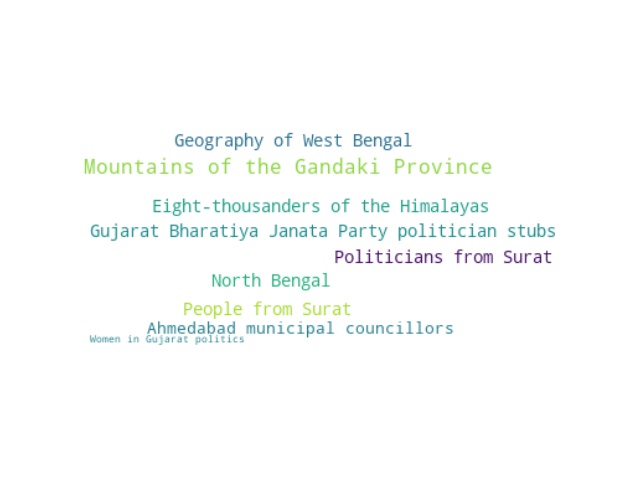 Geography of West Bengal
Mountains of the Gandaki Province
Eight-thousanders of the Himalayas
Gujarat Bharatiya Janata Party politician stubs
Politicians from Surat
North Bengal
People from Surat
Ahmedabad municipal councillors
Women in Gujarat politics